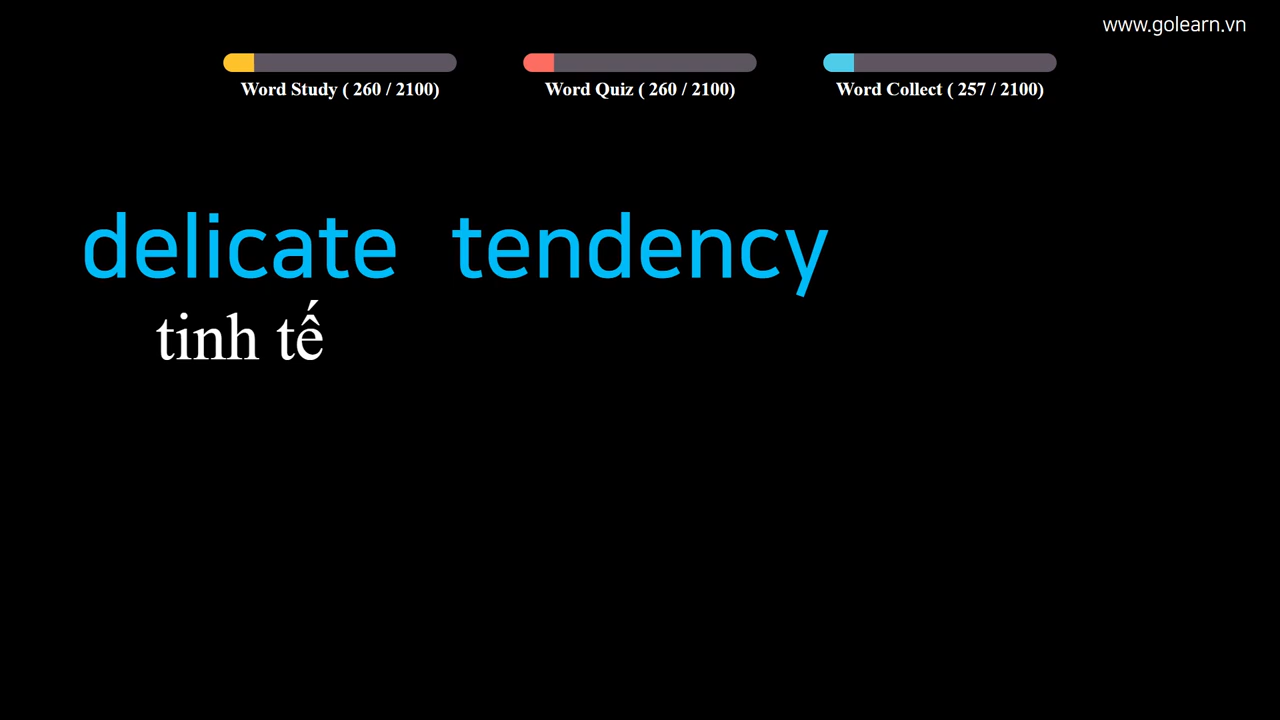 www.golearn.vn
Word Study ( 260 / 2100) Word Quiz ( 260 / 2100) Word Collect ( 257 / 2100)
delicate tendency
tinh tế